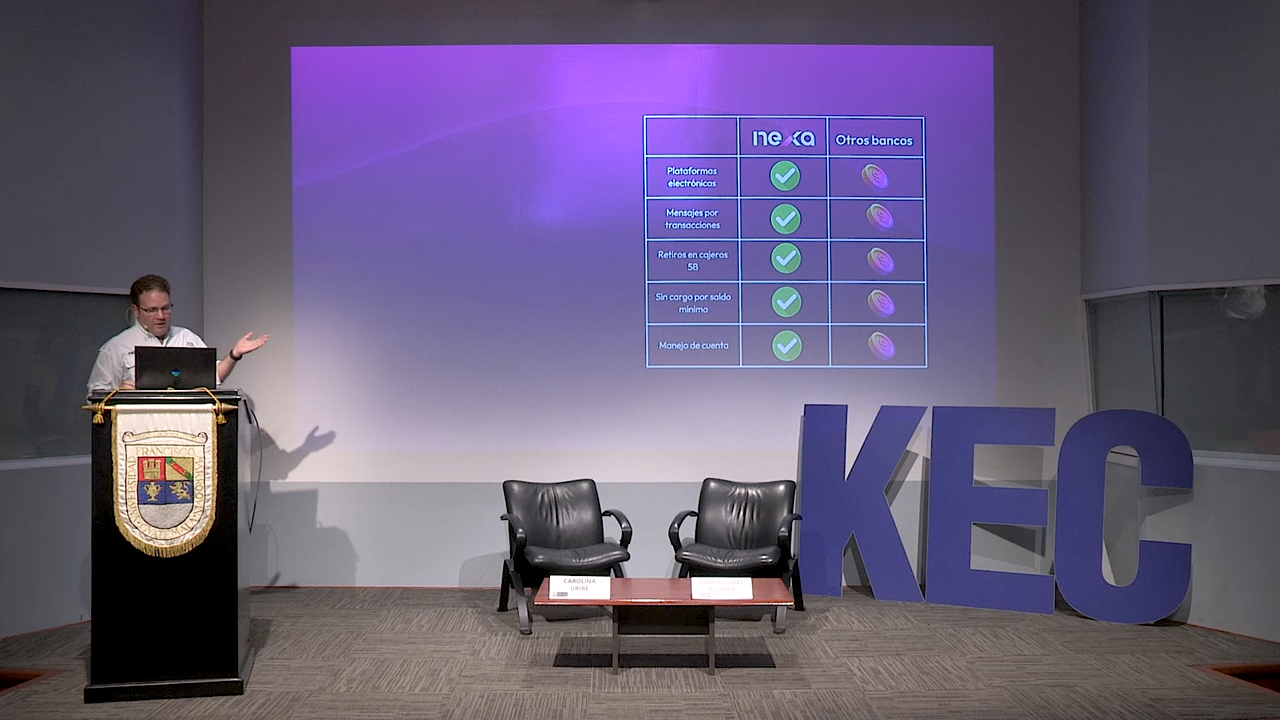 nexa
Otros bancos
Plataformas
electrónicas
Mensajes por
transacciones
Retiros en cajeros
5B
Sin cargo por saldo
mínimo
Manejo de cuenta
KEC
FRANCISCO
CAROLINA
URIBE